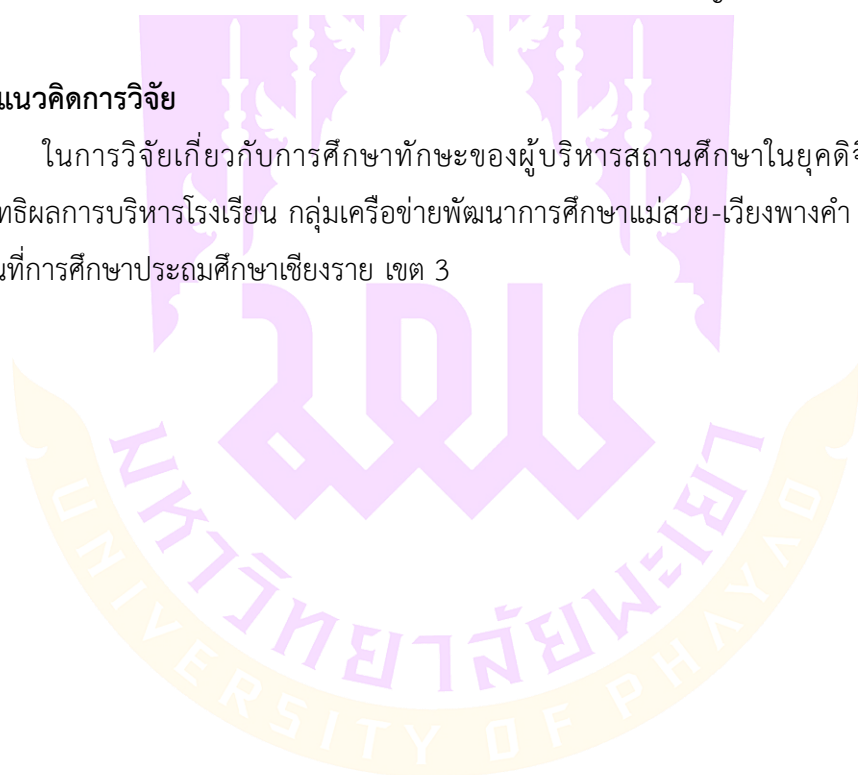 แนวคิดการวิจัย
ในการวิจัยเกี่ยวกับการศึกษาทักษะของผู้บริหารสถานศึกษาในยุคดิจิ
ทธิผลการบริหารโรงเรียน กลุ่มเครือข่ายพัฒนาการศึกษาแม่สาย-เวียงพางคำ
นที่การศึกษาประถมศึกษาเชียงราย เขต 3
มหาวิทยาลัยพะเยา
UNIVERSITY OF PHAYAO